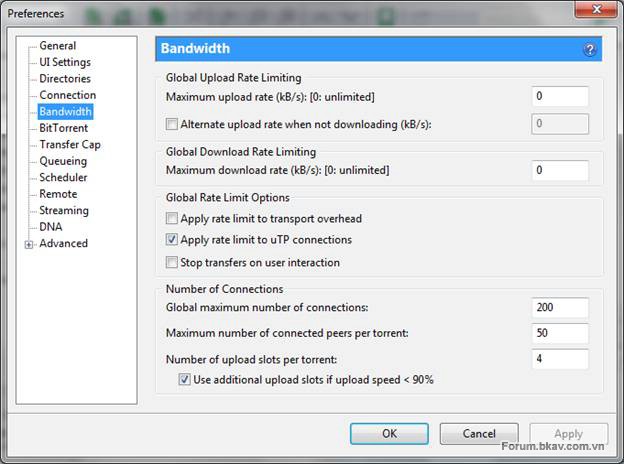 Preferences
General
UI Settings
Directories
Connection
Bandwidth
BitTorrent
Transfer Cap
Queueing
Scheduler
Remote
Streaming
DNA
Advanced
Bandwidth
Global Upload Rate Limiting
Maximum upload rate (kB/s): [0: unlimited] 0
Alternate upload rate when not downloading (kB/s): 0
Global Download Rate Limiting
Maximum download rate (kB/s): [0: unlimited] 0
Global Rate Limit Options
Apply rate limit to transport overhead
Apply rate limit to uTP connections
Stop transfers on user interaction
Number of Connections
Global maximum number of connections: 200
Maximum number of connected peers per torrent: 50
Number of upload slots per torrent: 4
Use additional upload slots if upload speed < 90%
OK Cancel Apply
Forum.bkav.com.vn